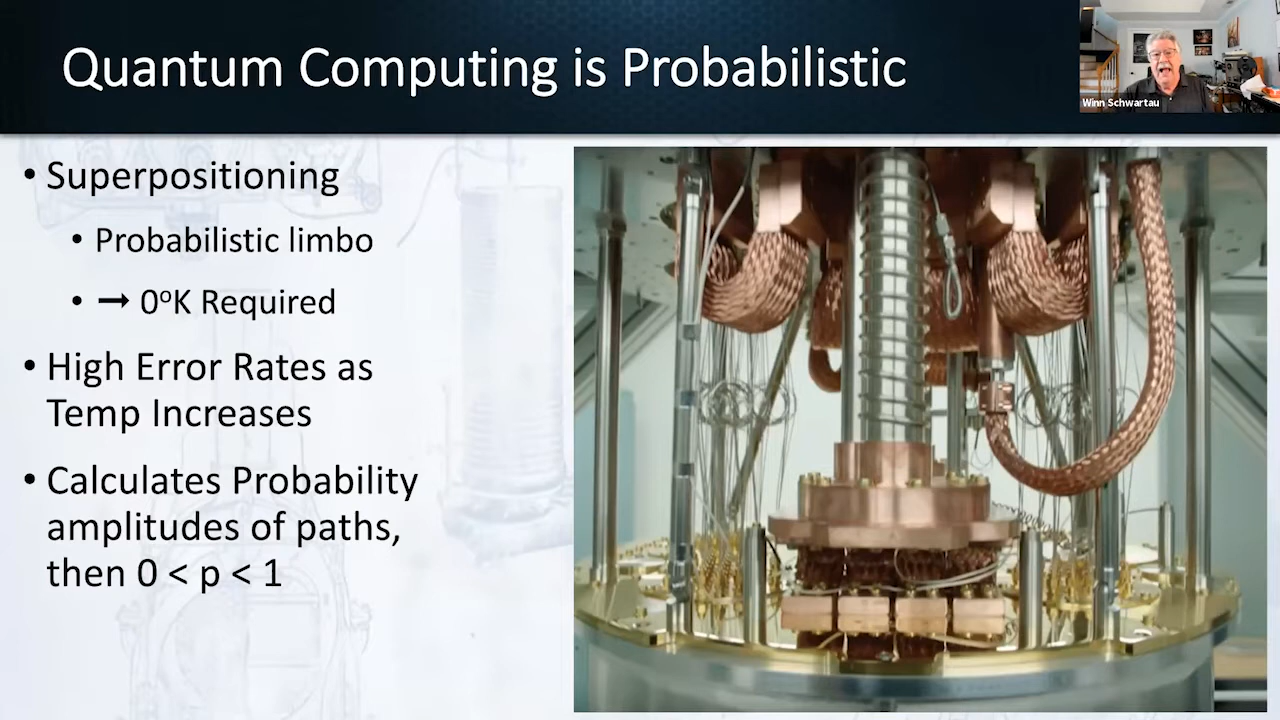 Quantum Computing is Probabilistic
Winn Schwartau
• Superpositioning
• Probabilistic limbo
• → 0ºK Required
• High Error Rates as
Temp Increases
• Calculates Probability
amplitudes of paths,
then 0 < p < 1